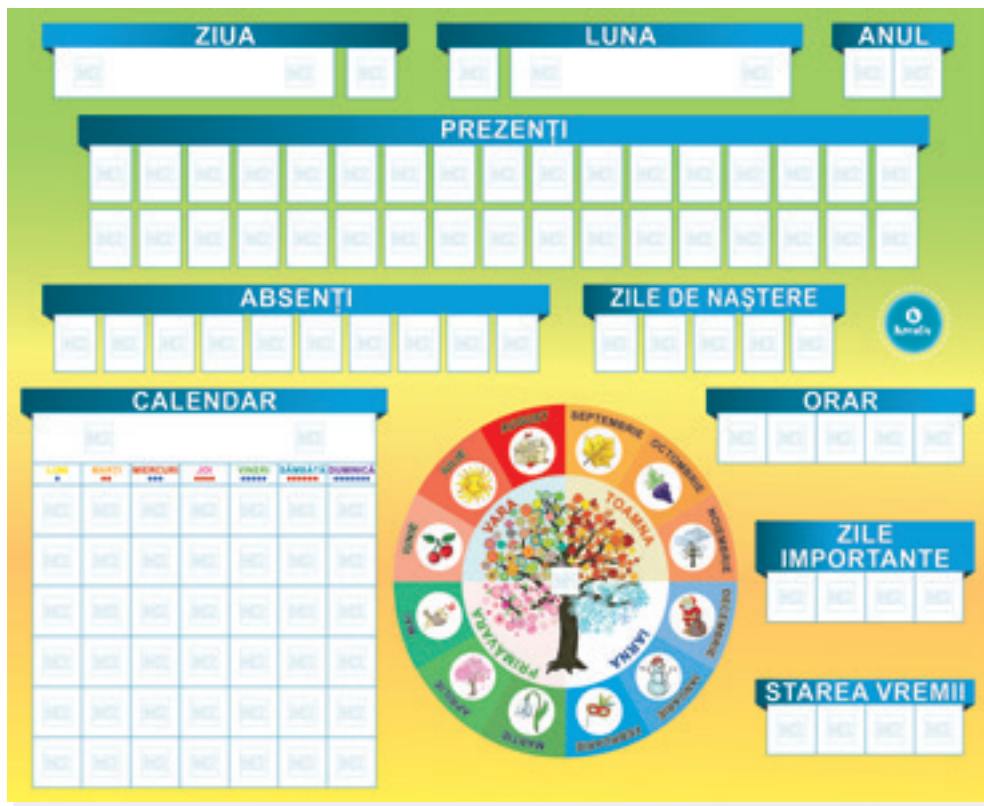 ZIUA
LUNA
ANUL
PREZENȚI
ABSENȚI
ZILE DE NAȘTERE
CALENDAR
LUNI MARȚI MIERCURI JOI VINERI SÂMBĂTĂ DUMINICĂ
ORAR
AUGUST
SEPTEMBRIE
OCTOMBRIE
NOIEMBRIE
DECEMBRIE
IANUARIE
FEBRUARIE
MARTIE
APRILIE
MAI
IUNIE
IULIE
VARA
TOAMNA
IARNA
PRIMĂVARA
ZILE
IMPORTANTE
STAREA VREMII